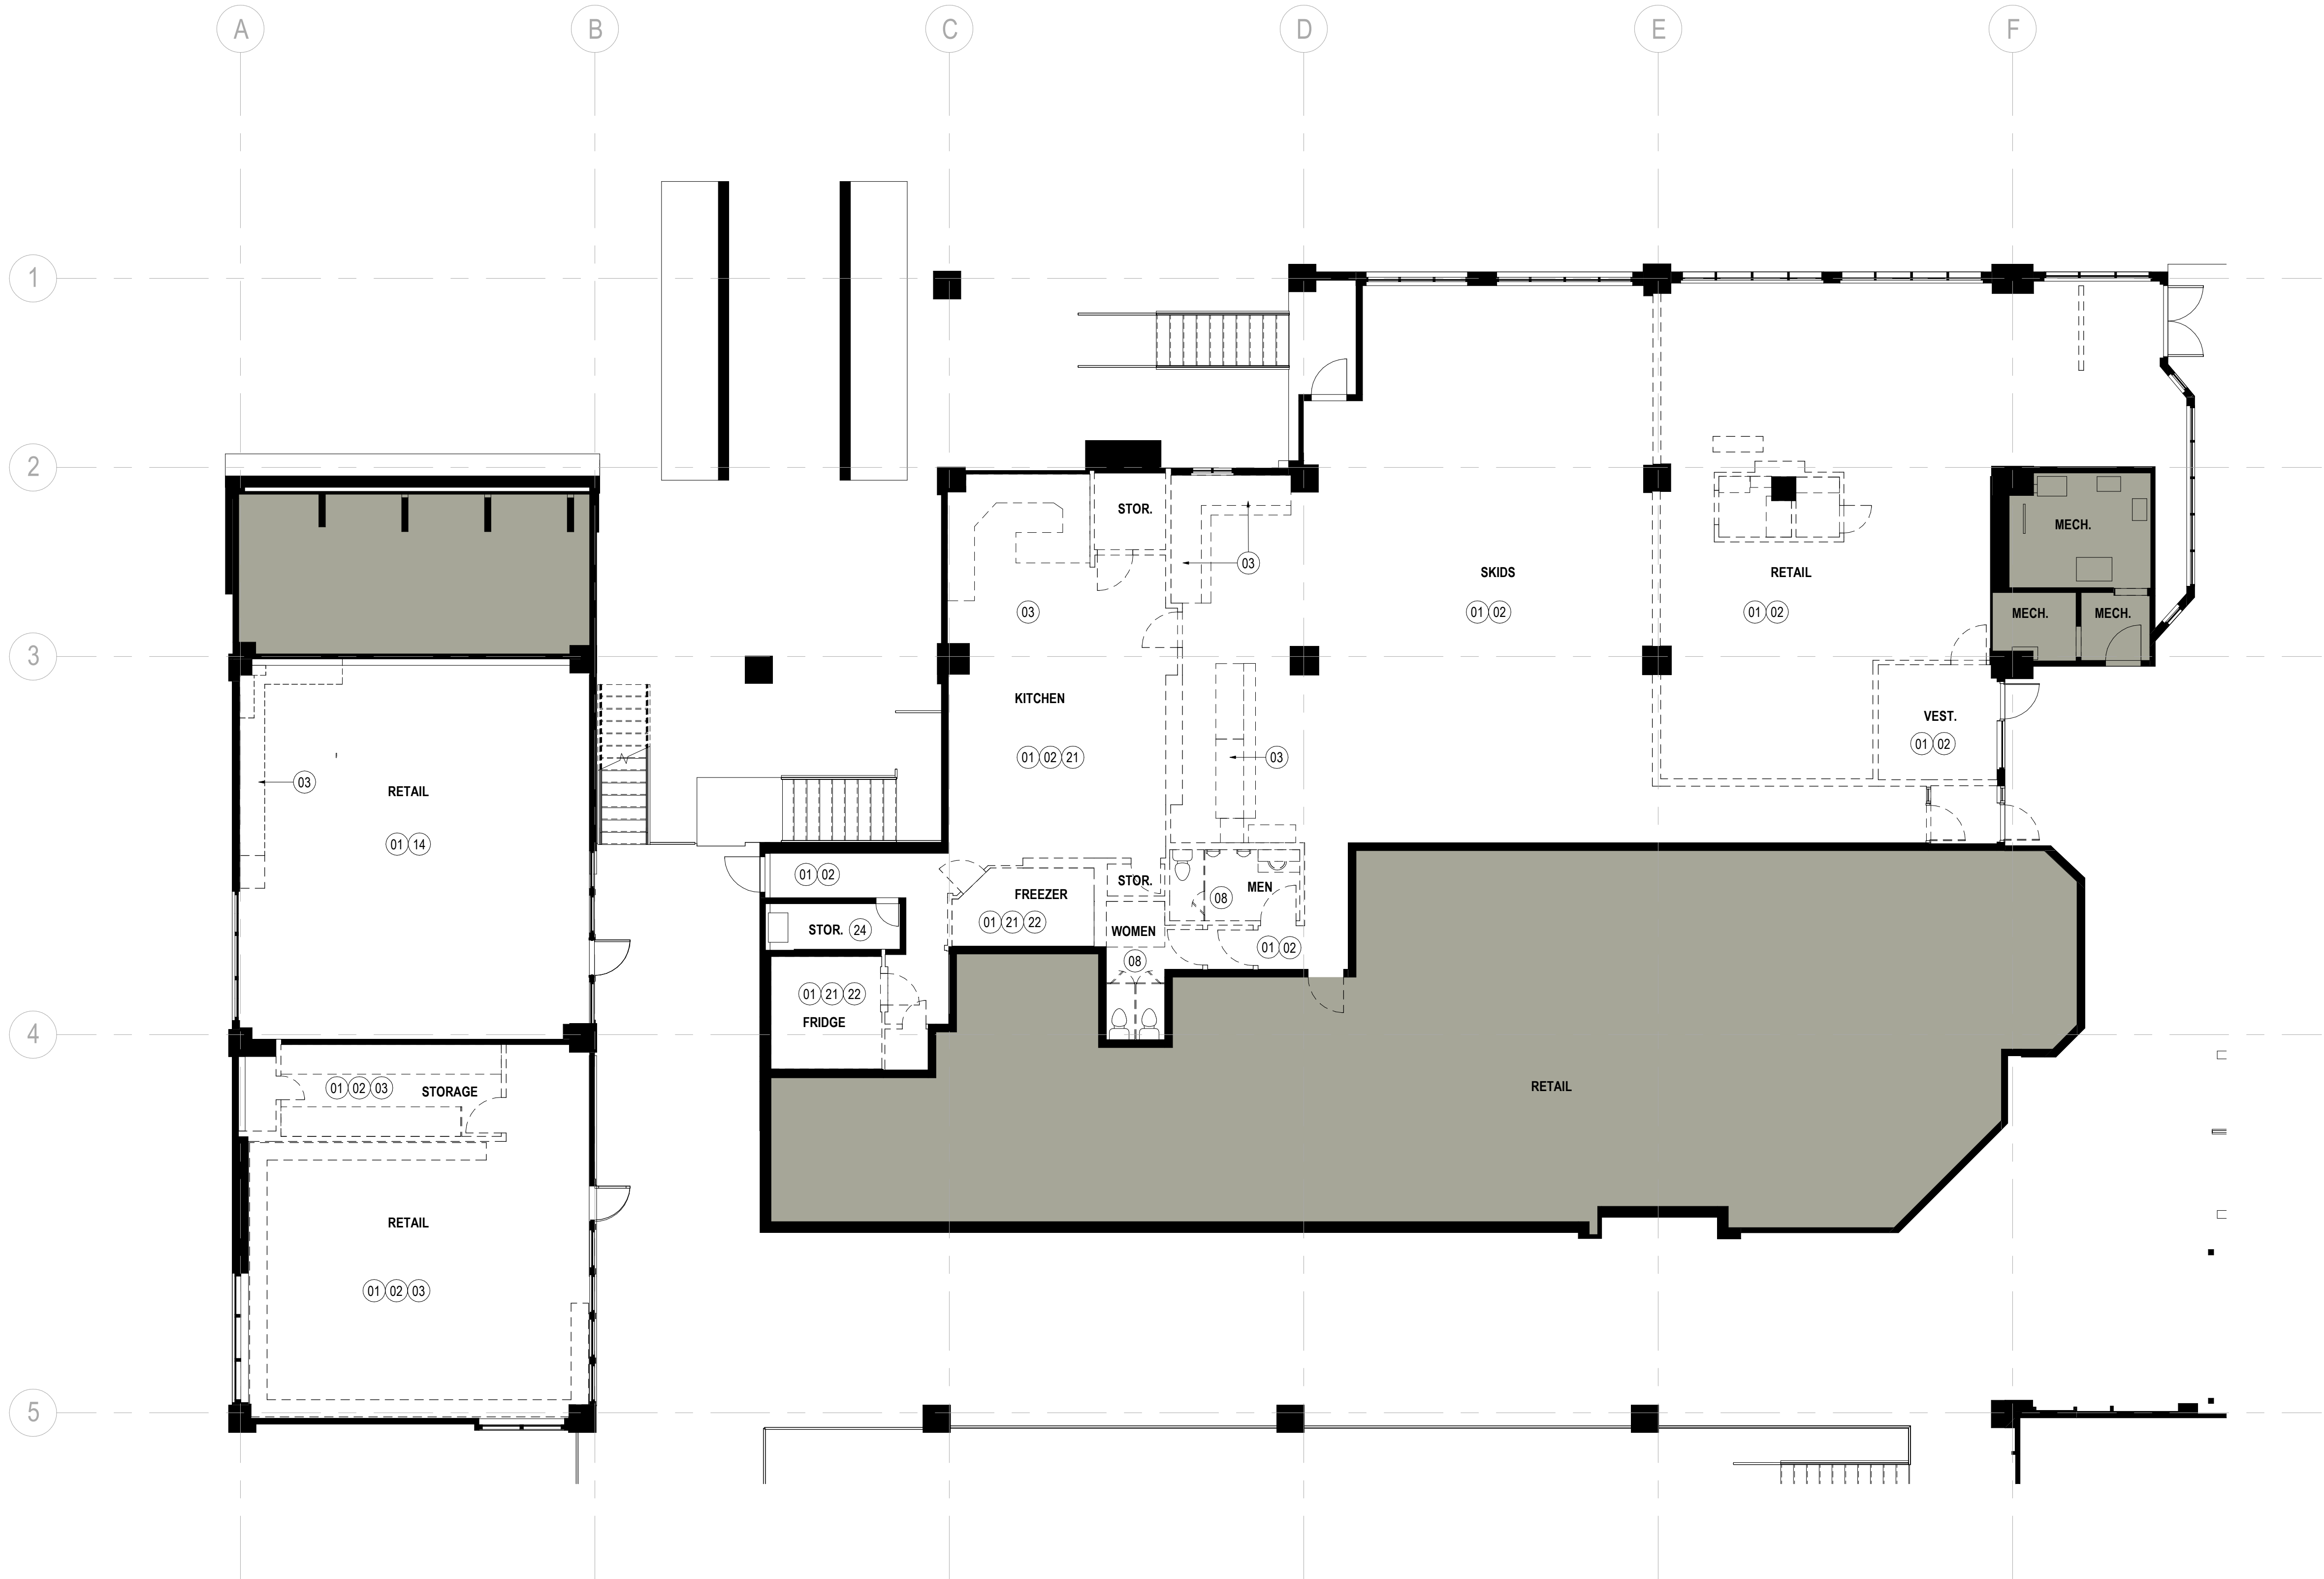 A B C D E F
1
2
STOR.
MECH.
03
SKIDS
RETAIL
03
01 02
01 02
MECH.
MECH.
3
KITCHEN
VEST.
01 02
01 02 21
03
03
RETAIL
01 14
01 02
STOR.
MEN
FREEZER
08
01 21 22
STOR. 24
WOMEN
01 02
08
01 21 22
FRIDGE
4
01 02 03
STORAGE
RETAIL
RETAIL
01 02 03
5